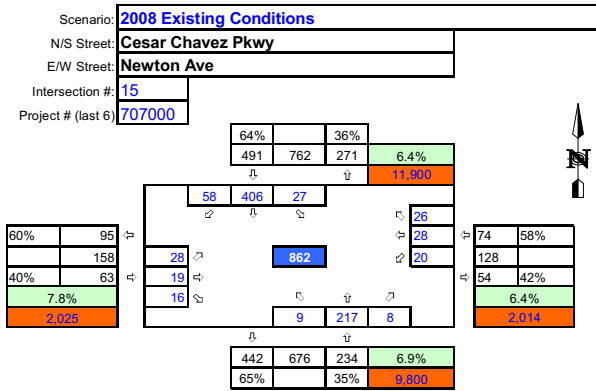 Scenario: 2008 Existing Conditions
N/S Street: Cesar Chavez Pkwy
E/W Street: Newton Ave
Intersection #: 15
Project # (last 6) 707000
64% 36%
491 762 271 6.4%
⇩ ⇧ 11,900
N
58 406 27
26
60% 95 28 74 58%
158 28 862 20 128
40% 63 19 54 42%
7.8% 16 6.4%
2,025 9 217 8 2,014
442 676 234 6.9%
65% 35% 9,800